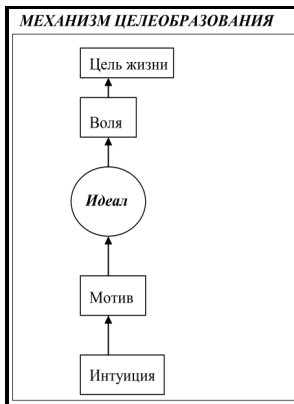 МЕХАНИЗМ ЦЕЛЕОБРАЗОВАНИЯ
Цель жизни
Воля
Идеал
Мотив
Интуиция